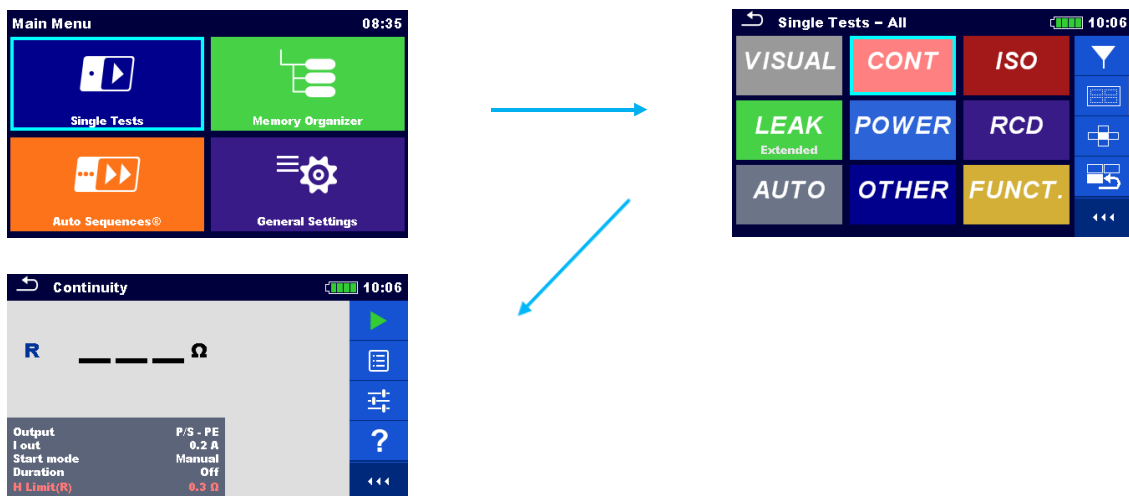 Main Menu 08:35
Single Tests Memory Organizer
Auto Sequences® General Settings
Single Tests – All 10:06
VISUAL CONT ISO
LEAK POWER RCD
Extended
AUTO OTHER FUNCT.
Continuity 10:06
R _ _ _ Ω
?
Output P/S - PE
I out 0.2 A
Start mode Manual
Duration Off
H Limit(R) 0.3 Ω